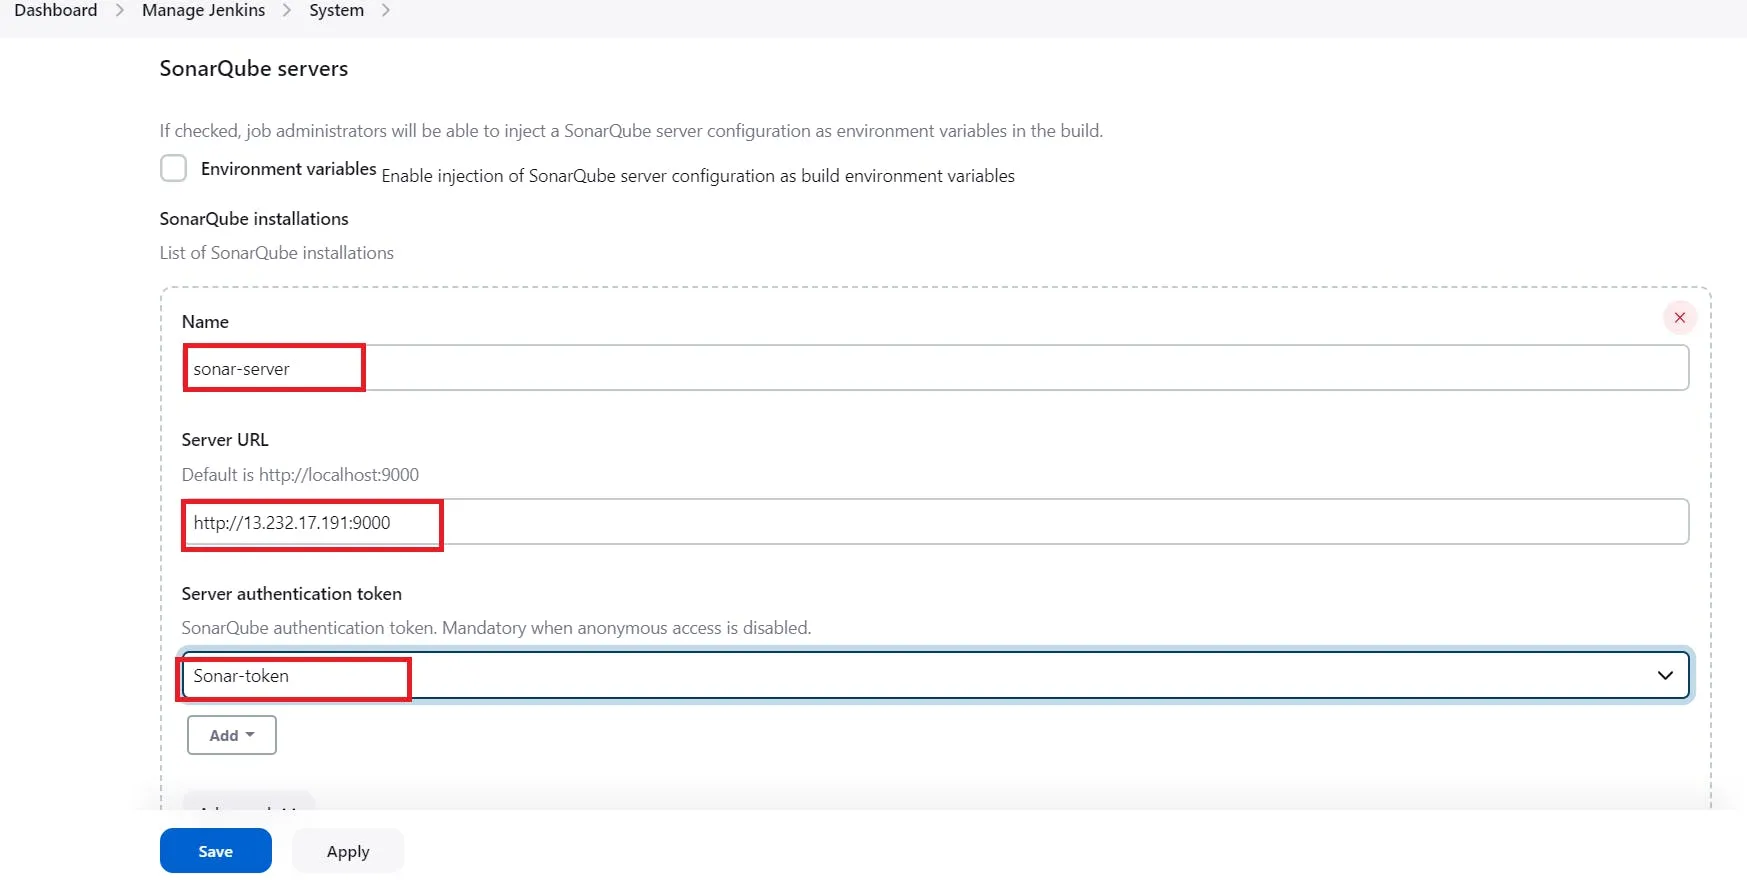 Dashboard > Manage Jenkins > System >
SonarQube servers
If checked, job administrators will be able to inject a SonarQube server configuration as environment variables in the build.
Environment variables Enable injection of SonarQube server configuration as build environment variables
SonarQube installations
List of SonarQube installations
Name
sonar-server
Server URL
Default is http://localhost:9000
http://13.232.17.191:9000
Server authentication token
SonarQube authentication token. Mandatory when anonymous access is disabled.
Sonar-token
Add
Save Apply